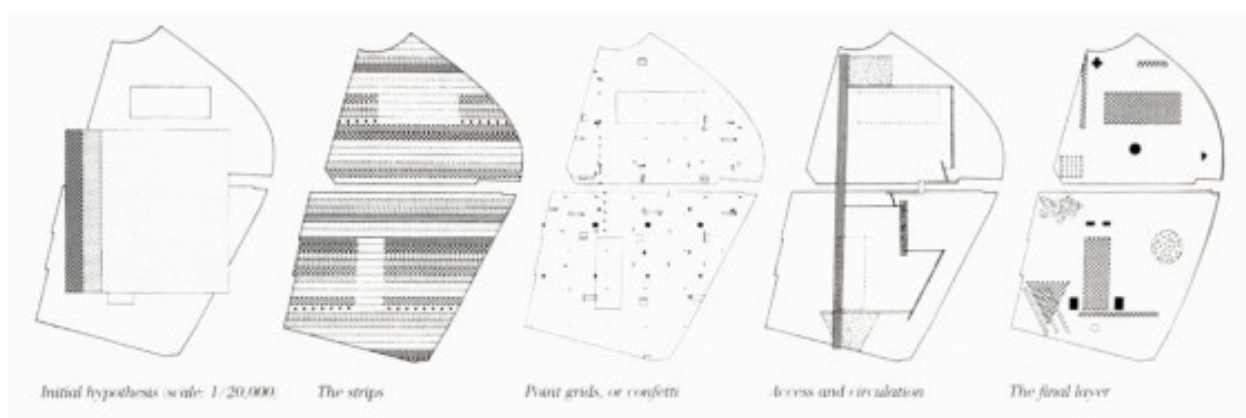 Initial hypothesis (scale: 1/20,000)
The strips
Point grids, or confetti
Access and circulation
The final layer